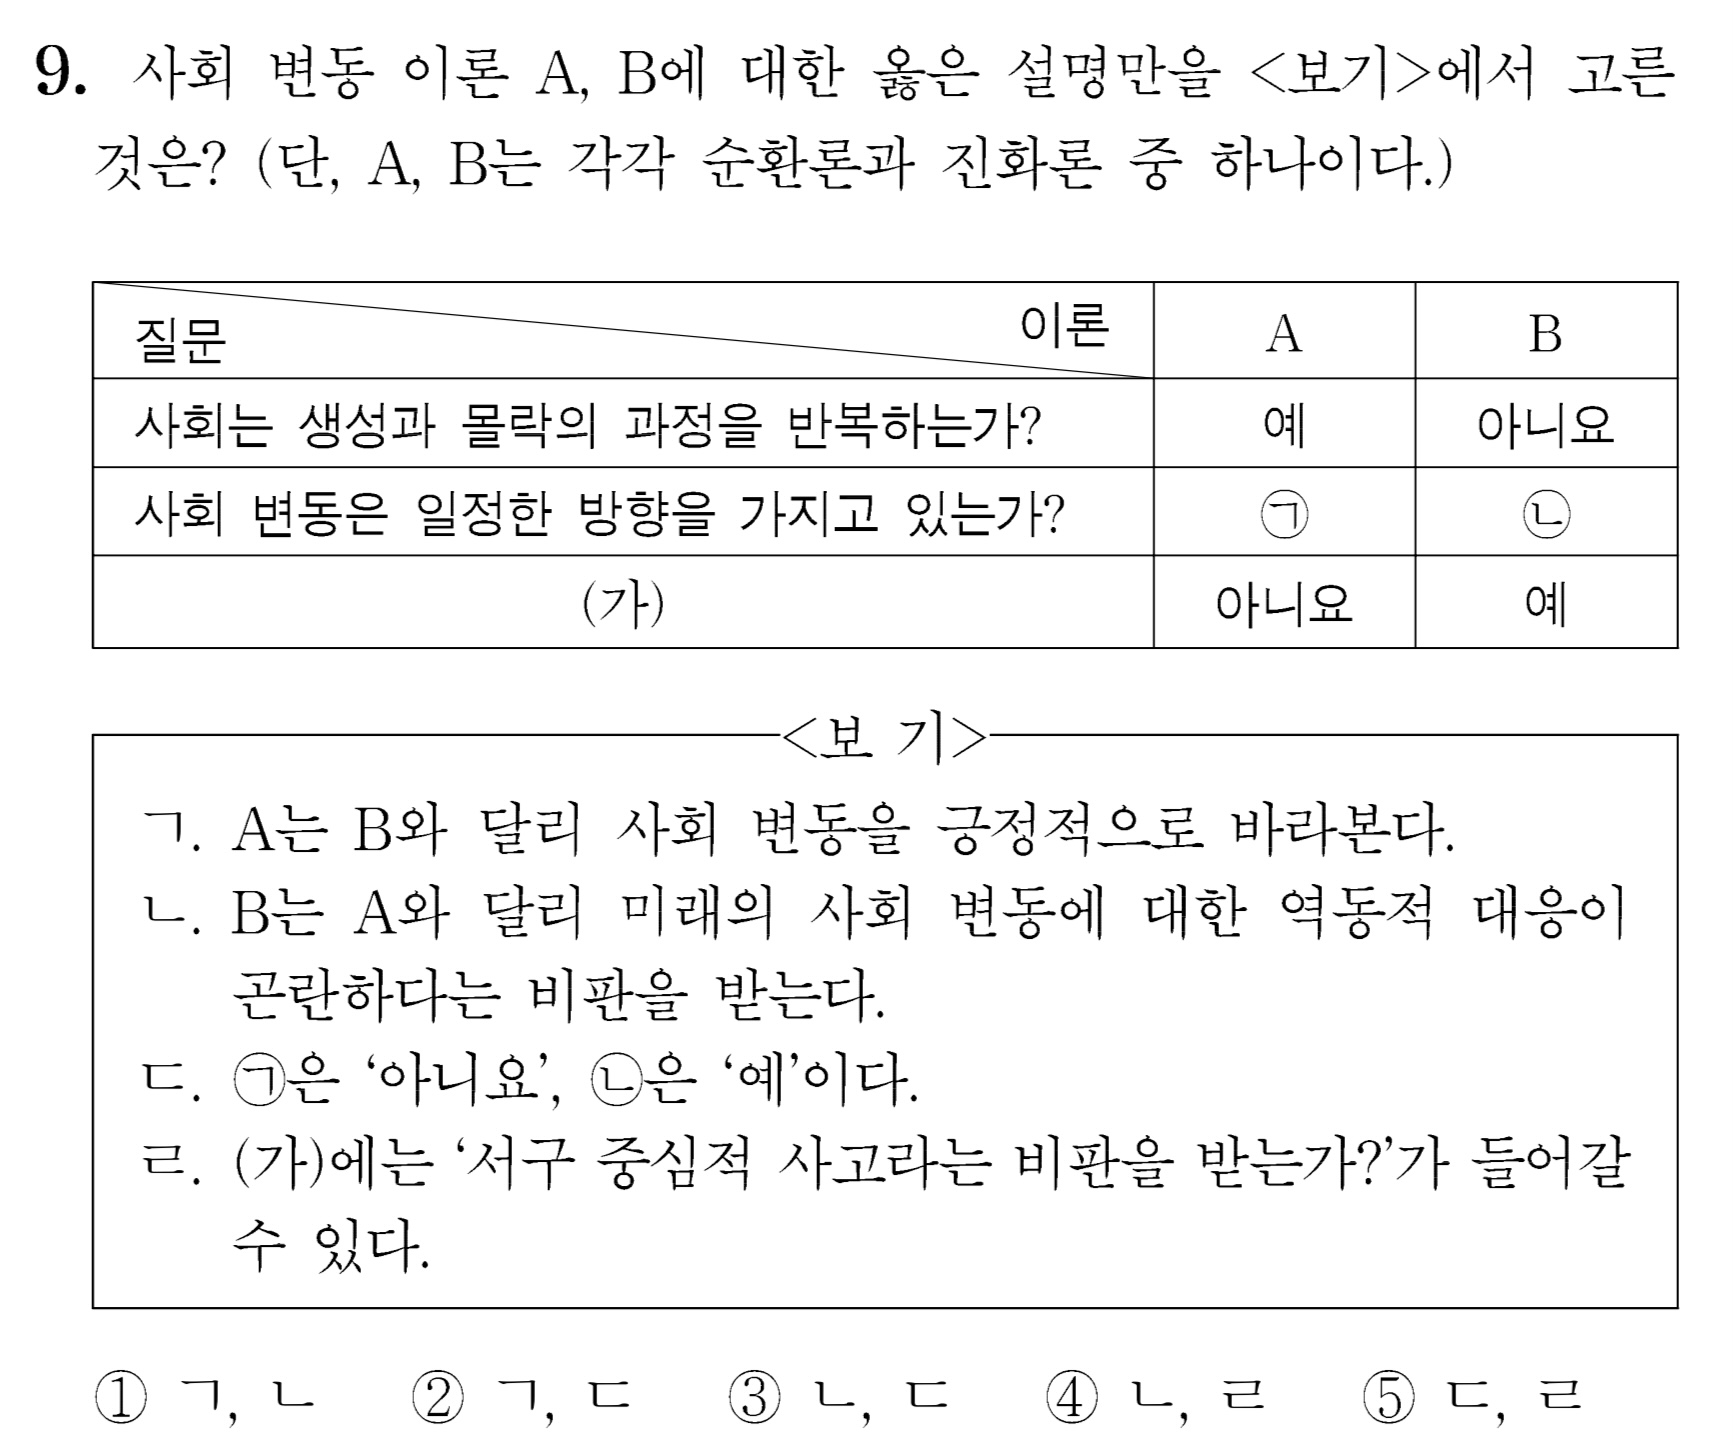 9. 사회 변동 이론 A, B에 대한 옳은 설명만을 <보기>에서 고른
것은? (단, A, B는 각각 순환론과 진화론 중 하나이다.)
질문 이론 A B
사회는 생성과 몰락의 과정을 반복하는가? 예 아니요
사회 변동은 일정한 방향을 가지고 있는가? ㉠ ㉡
(가) 아니요 예
<보 기>
ㄱ. A는 B와 달리 사회 변동을 긍정적으로 바라본다.
ㄴ. B는 A와 달리 미래의 사회 변동에 대한 역동적 대응이
곤란하다는 비판을 받는다.
ㄷ. ㉠은 ‘아니요’, ㉡은 ‘예’이다.
ㄹ. (가)에는 ‘서구 중심적 사고라는 비판을 받는가?’가 들어갈
수 있다.
① ㄱ, ㄴ ② ㄱ, ㄷ ③ ㄴ, ㄷ ④ ㄴ, ㄹ ⑤ ㄷ, ㄹ